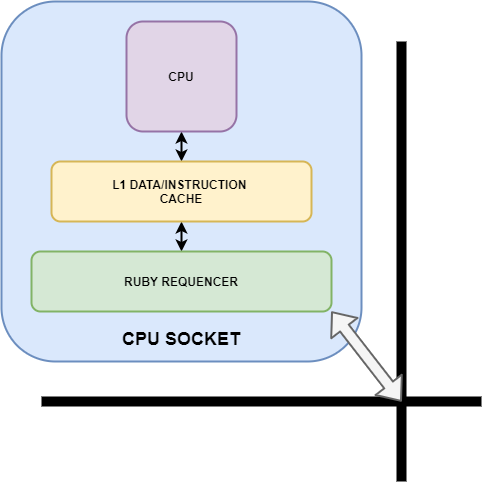 CPU
L1 DATA/INSTRUCTION
CACHE
RUBY REQUENCER
CPU SOCKET